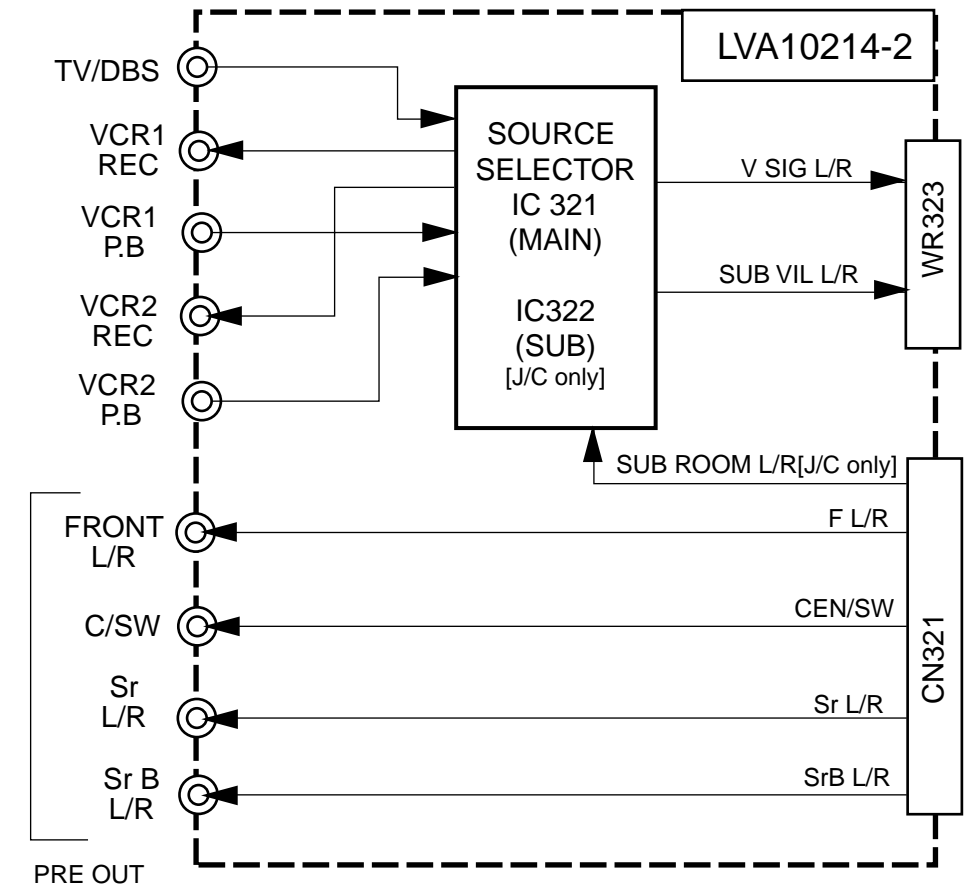 LVA10214-2
TV/DBS
VCR1
REC
VCR1
P.B
VCR2
REC
VCR2
P.B
SOURCE
SELECTOR
IC 321
(MAIN)
IC322
(SUB)
[J/C only]
V SIG L/R
SUB VIL L/R
WR323
SUB ROOM L/R[J/C only]
FRONT
L/R
F L/R
C/SW
CEN/SW
Sr
L/R
Sr L/R
Sr B
L/R
SrB L/R
CN321
PRE OUT